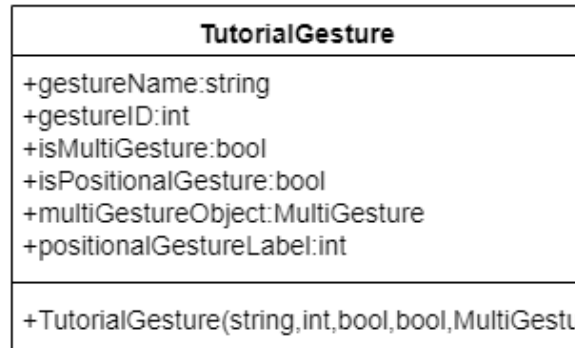 TutorialGesture
+gestureName:string
+gestureID:int
+isMultiGesture:bool
+isPositionalGesture:bool
+multiGestureObject:MultiGesture
+positionalGestureLabel:int
+TutorialGesture(string,int,bool,bool,MultiGestu